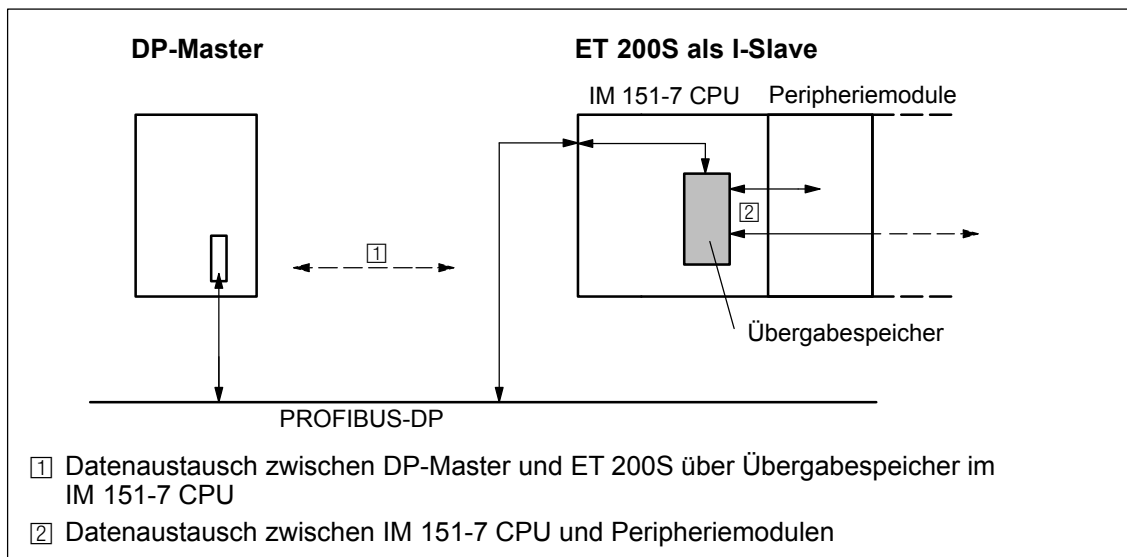 DP-Master
ET 200S als I-Slave
IM 151-7 CPU
Peripheriemodule
1
2
Übergabespeicher
PROFIBUS-DP
1 Datenaustausch zwischen DP-Master und ET 200S über Übergabespeicher im
IM 151-7 CPU
2 Datenaustausch zwischen IM 151-7 CPU und Peripheriemodulen